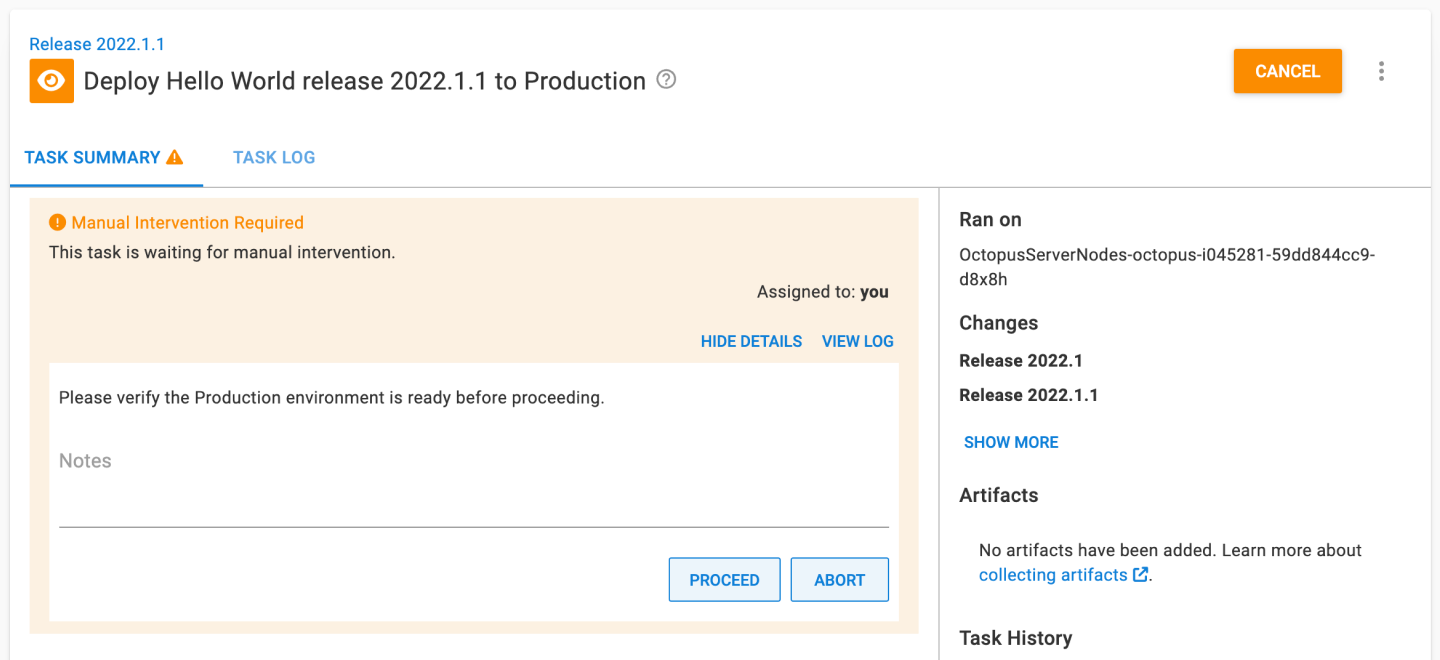 Release 2022.1.1
Deploy Hello World release 2022.1.1 to Production
CANCEL
TASK SUMMARY
TASK LOG
Manual Intervention Required
This task is waiting for manual intervention.
Assigned to: you
HIDE DETAILS VIEW LOG
Please verify the Production environment is ready before proceeding.
Notes
PROCEED ABORT
Ran on
OctopusServerNodes-octopus-i045281-59dd844cc9-
d8x8h
Changes
Release 2022.1
Release 2022.1.1
SHOW MORE
Artifacts
No artifacts have been added. Learn more about
collecting artifacts.
Task History